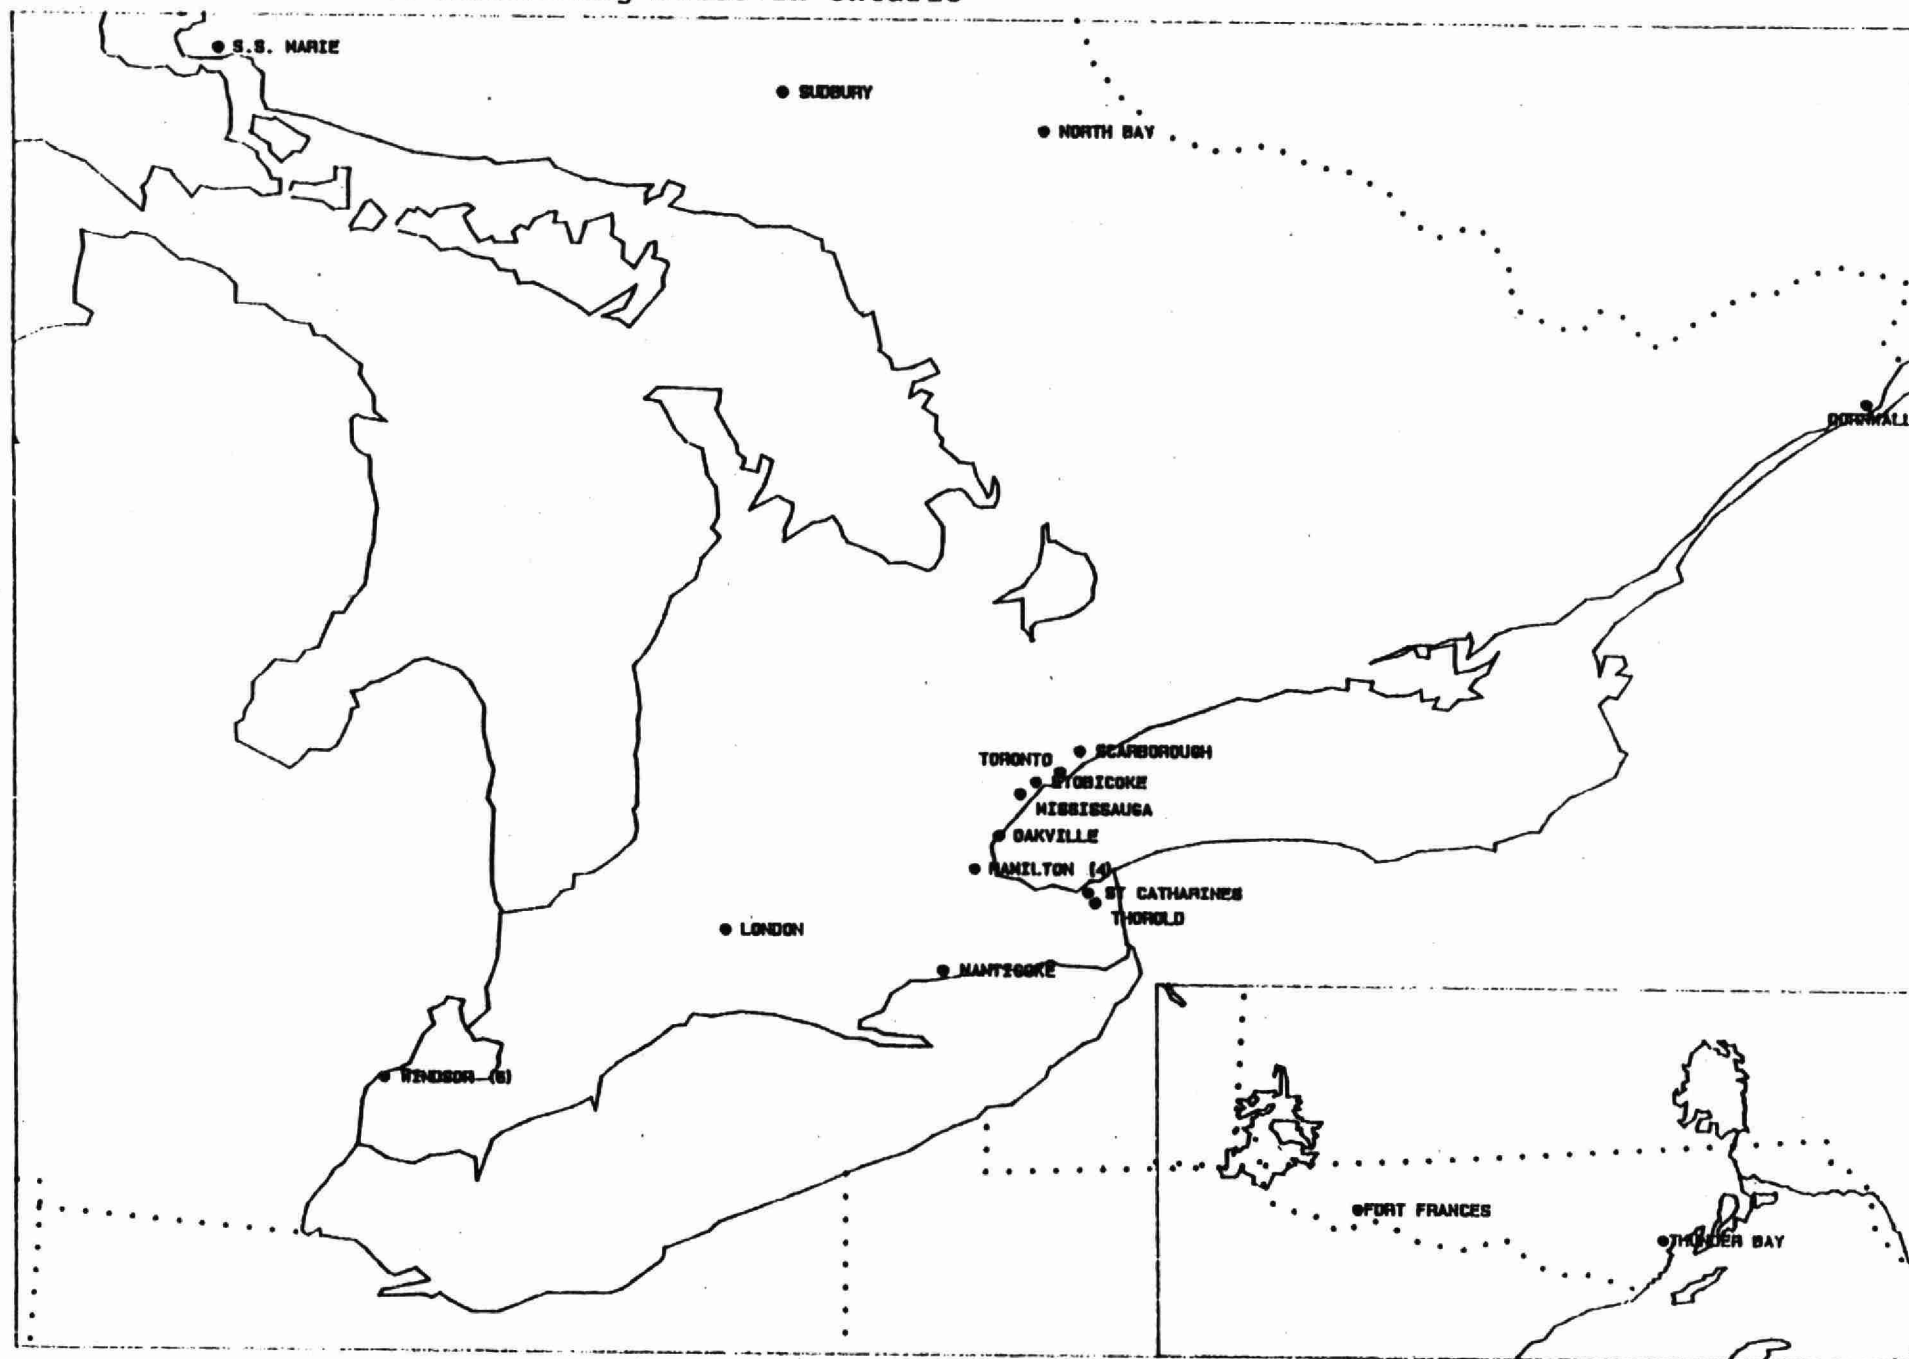 S.S. MARIE
SUDBURY
NORTH BAY
CORNWALL
TORONTO
SCARBOROUGH
ETOBICOKE
MISSISSAUGA
OAKVILLE
HAMILTON (4)
ST CATHARINES
THOROLD
LONDON
NANTICOKE
WINDSOR (6)
FORT FRANCES
THUNDER BAY